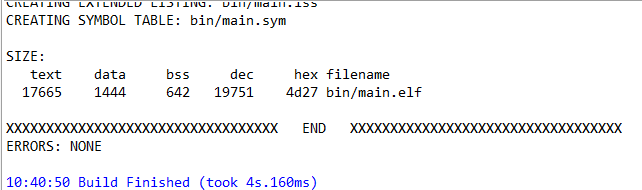 CREATING EXTENDED LISTING: bin/main.lss
CREATING SYMBOL TABLE: bin/main.sym
SIZE:
text data bss dec hex filename
17665 1444 642 19751 4d27 bin/main.elf
XXXXXXXXXXXXXXXXXXXXXXXXXXXXXXXXXX END XXXXXXXXXXXXXXXXXXXXXXXXXXXXXXXXXX
ERRORS: NONE
10:40:50 Build Finished (took 4s.160ms)